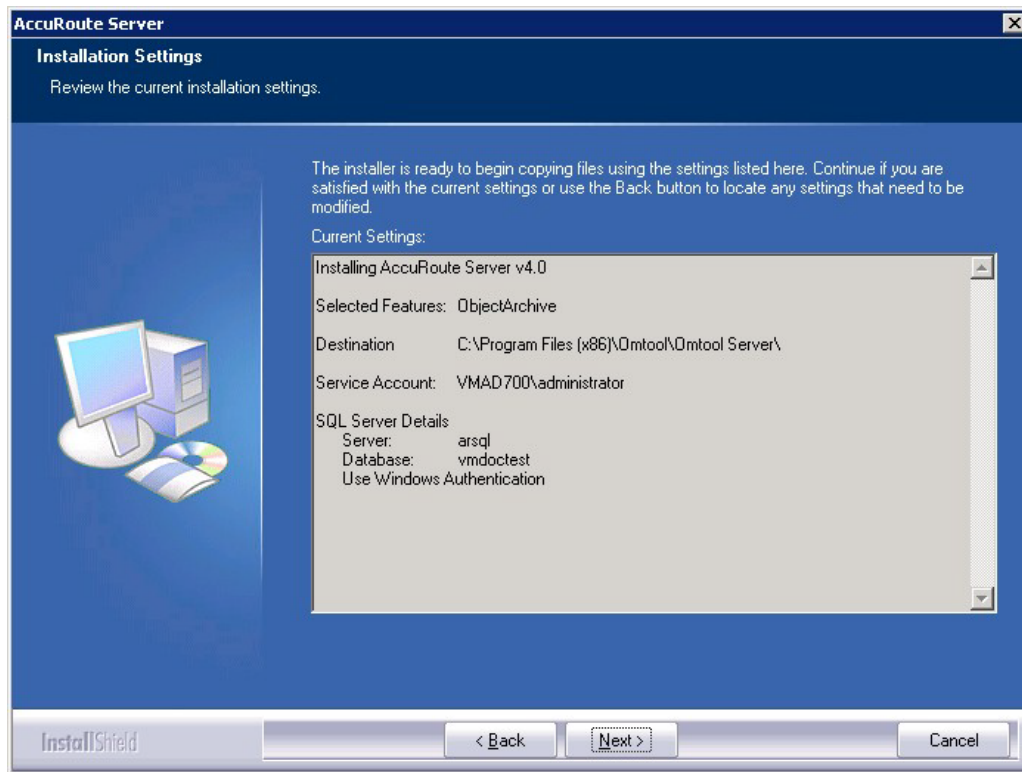 AccuRoute Server
Installation Settings
Review the current installation settings.
The installer is ready to begin copying files using the settings listed here. Continue if you are
satisfied with the current settings or use the Back button to locate any settings that need to be
modified.
Current Settings:
Installing AccuRoute Server v4.0
Selected Features: ObjectArchive
Destination C:\Program Files (x86)\Omtool\Omtool Server\
Service Account: VMAD700\administrator
SQL Server Details
Server: arsql
Database: vmdoctest
Use Windows Authentication
InstallShield
< Back
Next >
Cancel